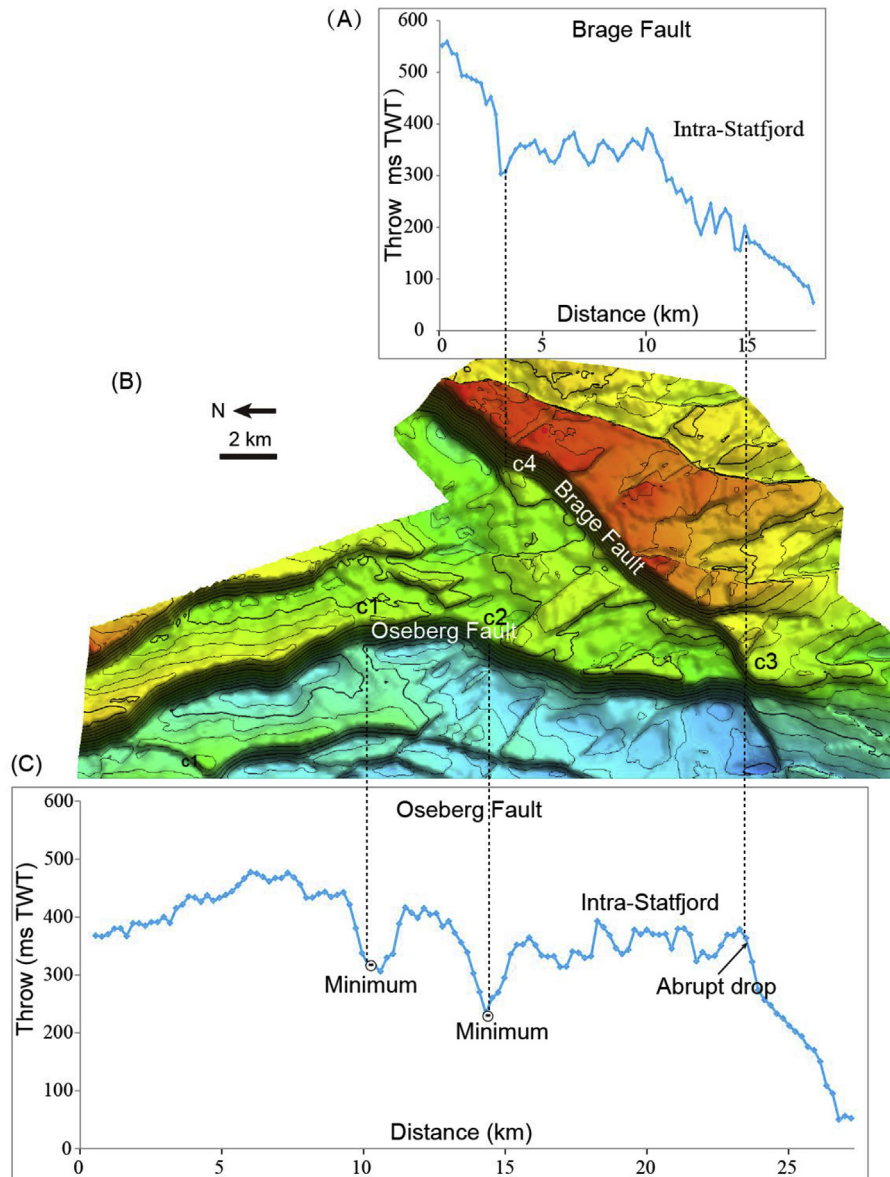 (A)
Brage Fault
Intra-Statfjord
Throw ms TWT)
600
500
400
300
200
100
0
0 5 10 15
Distance (km)
(B)
N
2 km
c4
Brage Fault
c1
c2
Oseberg Fault
c3
c1
(C)
Oseberg Fault
Intra-Statfjord
Minimum
Minimum
Abrupt drop
Throw (ms TWT)
600
500
400
300
200
100
0
0 5 10 15 20 25
Distance (km)